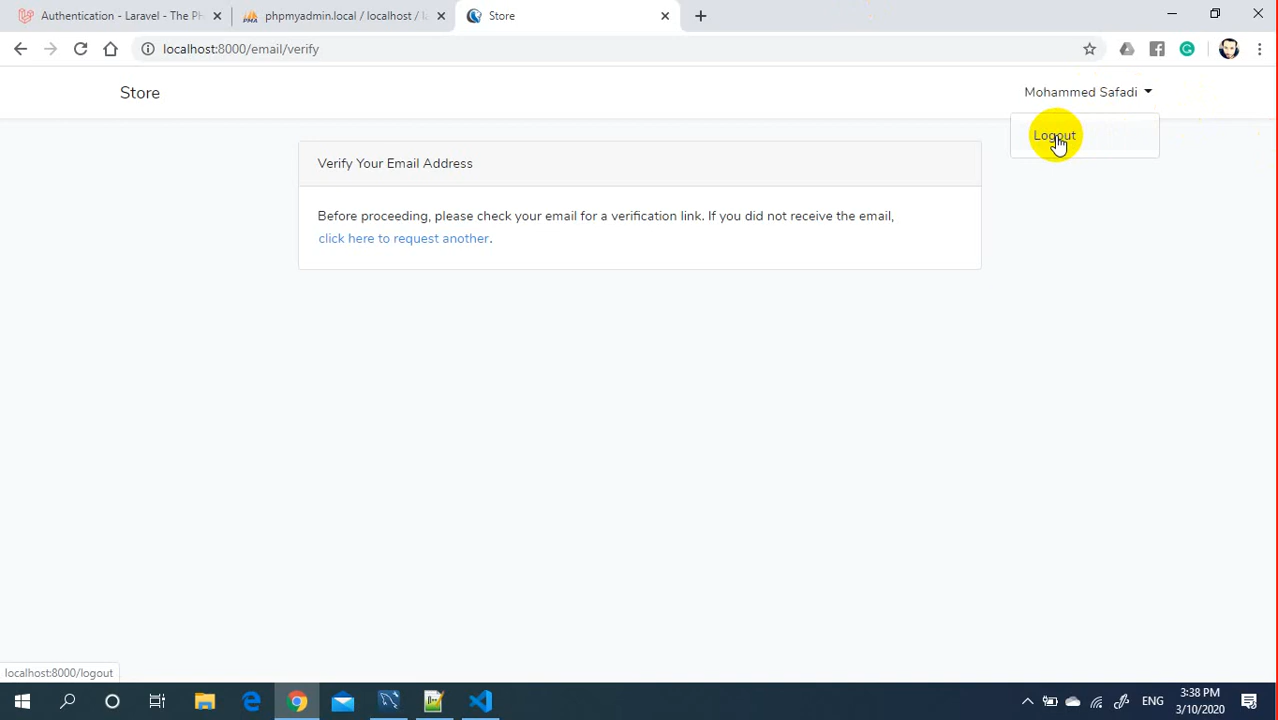 Authentication - Laravel - The PH
phpmyadmin.local / localhost / la
Store
localhost:8000/email/verify
Store
Mohammed Safadi
Logout
Verify Your Email Address
Before proceeding, please check your email for a verification link. If you did not receive the email,
click here to request another.
localhost:8000/logout
ENG
3:38 PM
3/10/2020